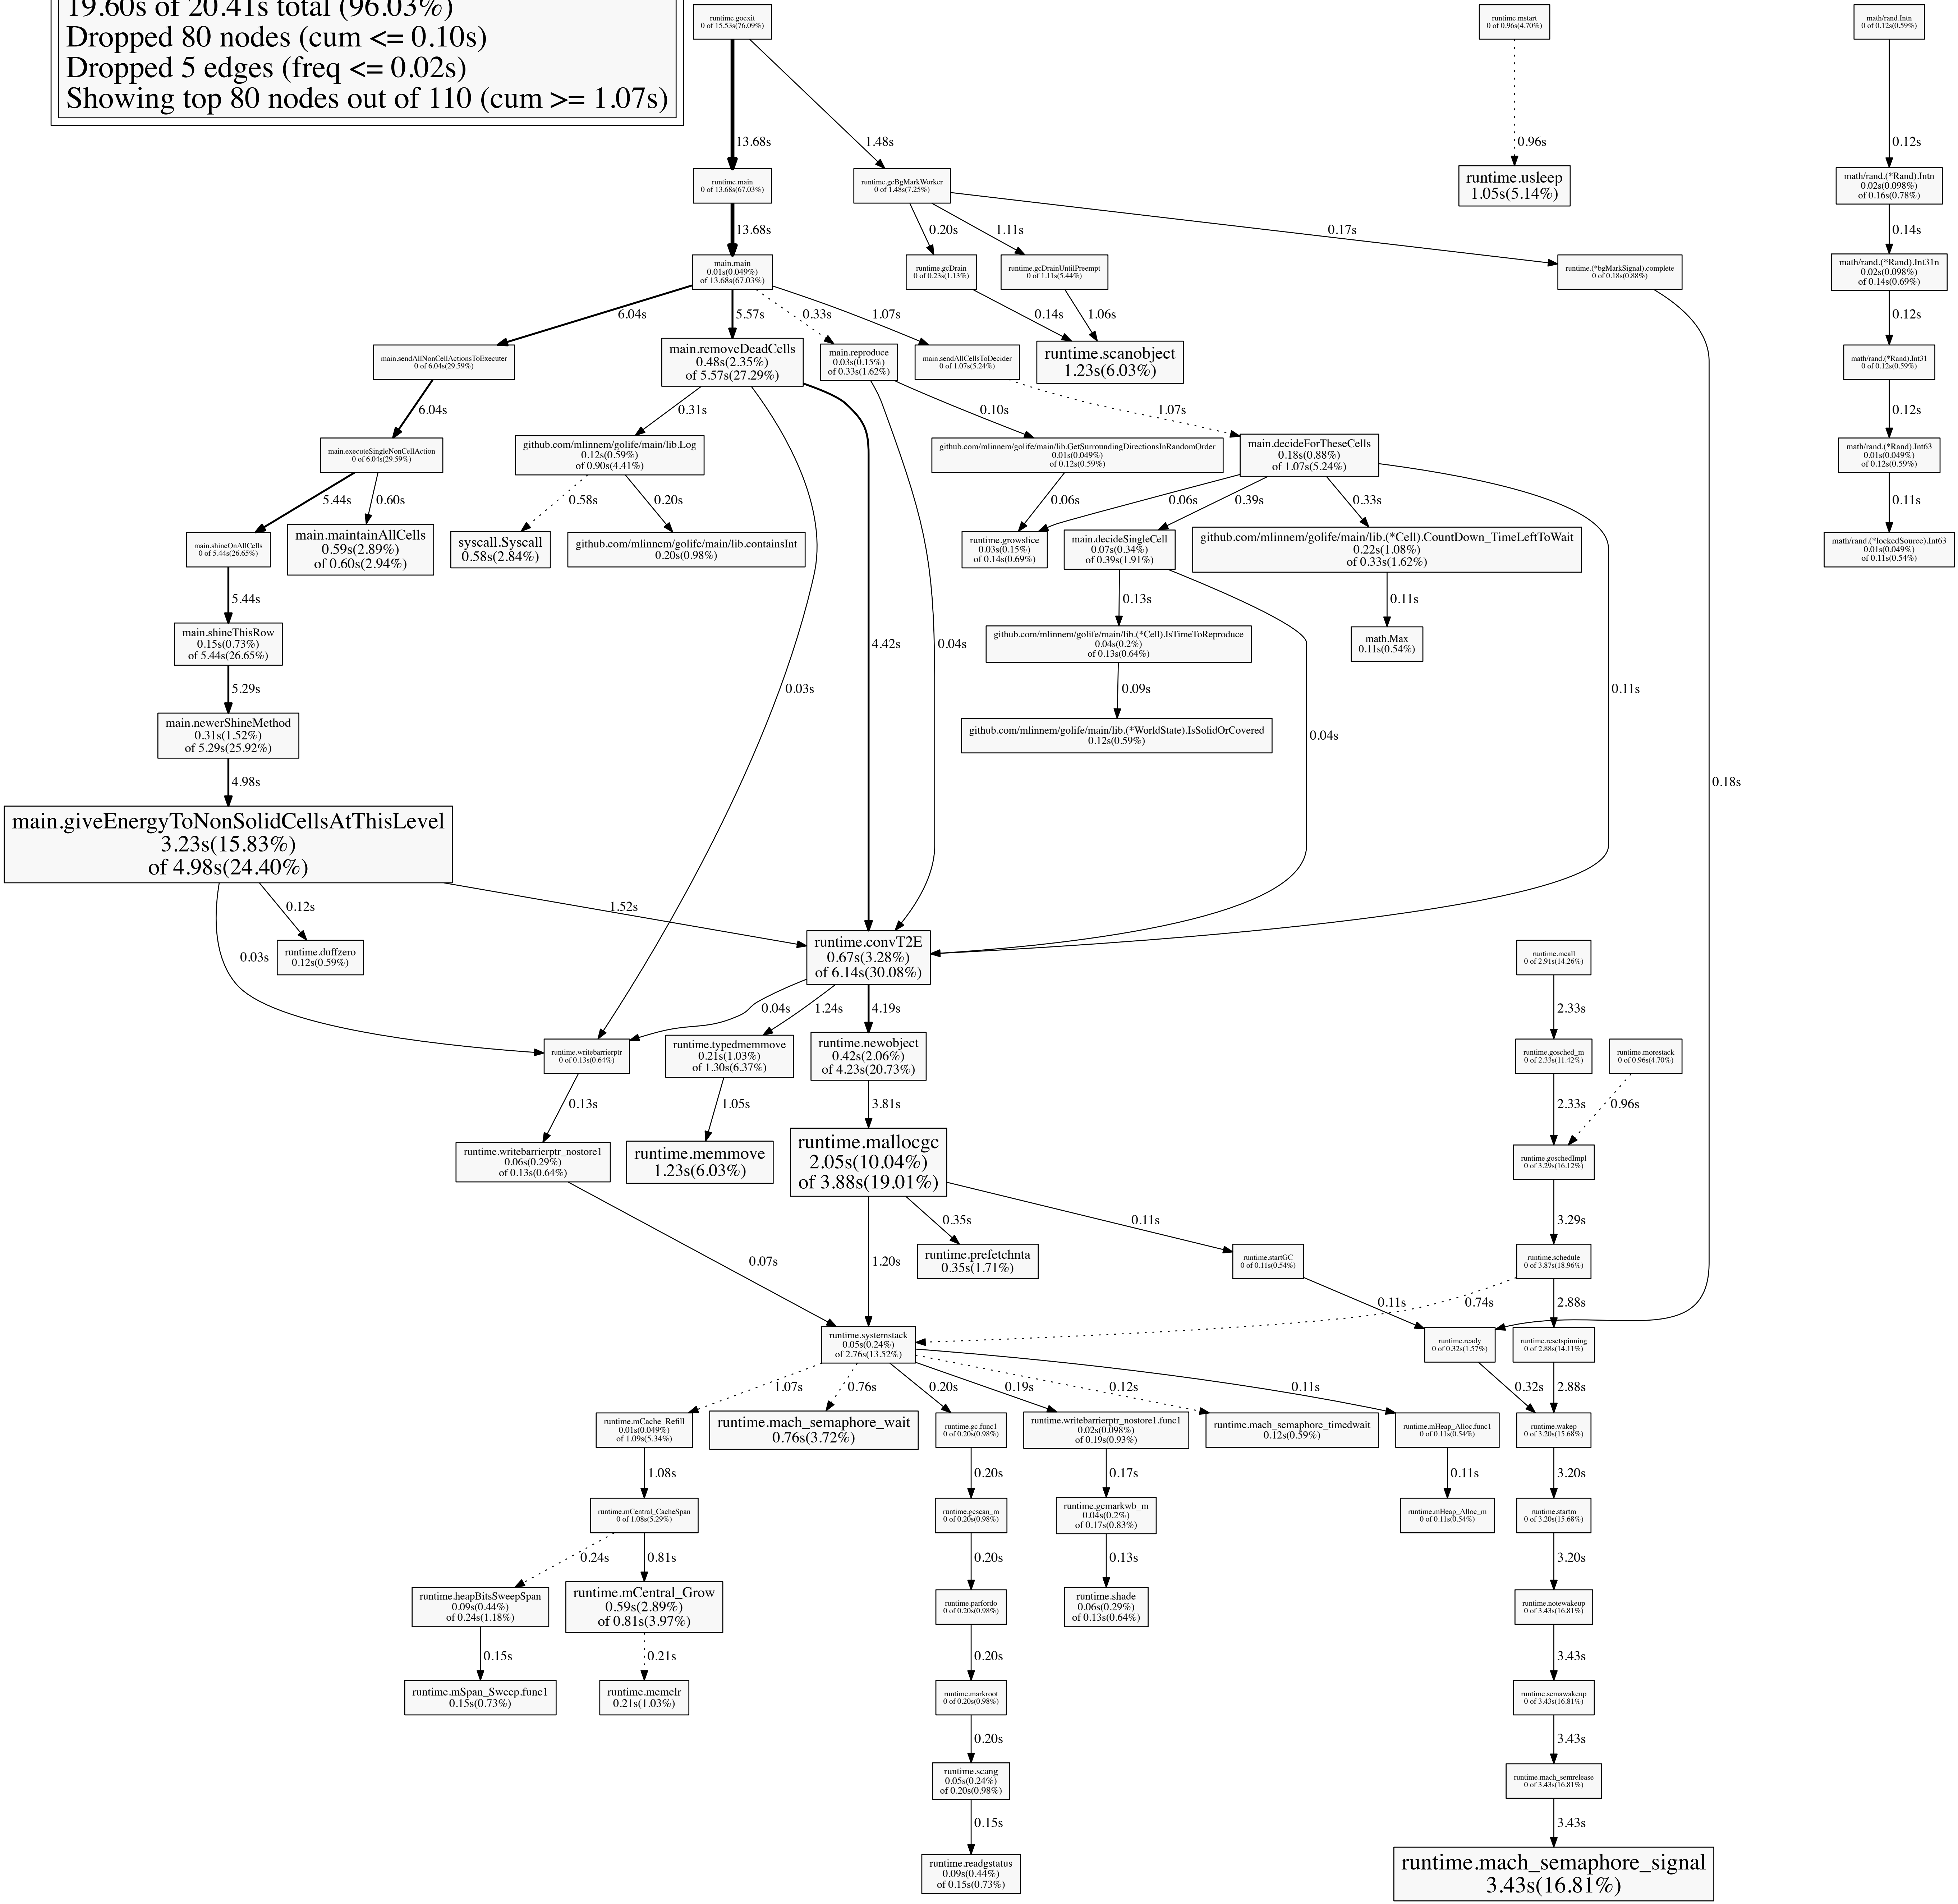 19.60s of 20.41s total (96.03%)
Dropped 80 nodes (cum <= 0.10s)
Dropped 5 edges (freq <= 0.02s)
Showing top 80 nodes out of 110 (cum >= 1.07s)
runtime.goexit
0 of 15.53s(76.09%)
runtime.mstart
0 of 0.96s(4.70%)
math/rand.Intn
0 of 0.12s(0.59%)
13.68s
1.48s
0.96s
0.12s
runtime.main
0 of 13.68s(67.03%)
runtime.gcBgMarkWorker
0 of 1.48s(7.25%)
runtime.usleep
1.05s(5.14%)
math/rand.(*Rand).Intn
0.02s(0.098%)
of 0.16s(0.78%)
13.68s
0.20s
1.11s
0.17s
0.14s
main.main
0.01s(0.049%)
of 13.68s(67.03%)
runtime.gcDrain
0 of 0.23s(1.13%)
runtime.gcDrainUntilPreempt
0 of 1.11s(5.44%)
runtime.(*bgMarkSignal).complete
0 of 0.18s(0.88%)
math/rand.(*Rand).Int31n
0.02s(0.098%)
of 0.14s(0.69%)
6.04s
5.57s
0.33s
1.07s
0.14s
1.06s
0.12s
main.sendAllNonCellActionsToExecuter
0 of 6.04s(29.59%)
main.removeDeadCells
0.48s(2.35%)
of 5.57s(27.29%)
main.reproduce
0.03s(0.15%)
of 0.33s(1.62%)
main.sendAllCellsToDecider
0 of 1.07s(5.24%)
runtime.scanobject
1.23s(6.03%)
math/rand.(*Rand).Int31
0 of 0.12s(0.59%)
6.04s
0.31s
0.10s
1.07s
0.12s
main.executeSingleNonCellAction
0 of 6.04s(29.59%)
github.com/mlinnem/golife/main/lib.Log
0.12s(0.59%)
of 0.90s(4.41%)
github.com/mlinnem/golife/main/lib.GetSurroundingDirectionsInRandomOrder
0.01s(0.049%)
of 0.12s(0.59%)
main.decideForTheseCells
0.18s(0.88%)
of 1.07s(5.24%)
math/rand.(*Rand).Int63
0.01s(0.049%)
of 0.12s(0.59%)
5.44s
0.60s
0.58s
0.20s
0.06s
0.06s
0.39s
0.33s
0.11s
main.shineOnAllCells
0 of 5.44s(26.65%)
main.maintainAllCells
0.59s(2.89%)
of 0.60s(2.94%)
syscall.Syscall
0.58s(2.84%)
github.com/mlinnem/golife/main/lib.containsInt
0.20s(0.98%)
runtime.growslice
0.03s(0.15%)
of 0.14s(0.69%)
main.decideSingleCell
0.07s(0.34%)
of 0.39s(1.91%)
github.com/mlinnem/golife/main/lib.(*Cell).CountDown_TimeLeftToWait
0.22s(1.08%)
of 0.33s(1.62%)
math/rand.(*lockedSource).Int63
0.01s(0.049%)
of 0.11s(0.54%)
5.44s
0.13s
0.11s
main.shineThisRow
0.15s(0.73%)
of 5.44s(26.65%)
4.42s
0.04s
github.com/mlinnem/golife/main/lib.(*Cell).IsTimeToReproduce
0.04s(0.2%)
of 0.13s(0.64%)
math.Max
0.11s(0.54%)
5.29s
0.03s
0.09s
0.11s
main.newerShineMethod
0.31s(1.52%)
of 5.29s(25.92%)
github.com/mlinnem/golife/main/lib.(*WorldState).IsSolidOrCovered
0.12s(0.59%)
0.04s
4.98s
0.18s
main.giveEnergyToNonSolidCellsAtThisLevel
3.23s(15.83%)
of 4.98s(24.40%)
0.12s
1.52s
0.03s
runtime.duffzero
0.12s(0.59%)
runtime.convT2E
0.67s(3.28%)
of 6.14s(30.08%)
runtime.mcall
0 of 2.91s(14.26%)
0.04s
1.24s
4.19s
2.33s
runtime.writebarrierptr
0 of 0.13s(0.64%)
runtime.typedmemmove
0.21s(1.03%)
of 1.30s(6.37%)
runtime.newobject
0.42s(2.06%)
of 4.23s(20.73%)
runtime.gosched_m
0 of 2.33s(11.42%)
runtime.morestack
0 of 0.96s(4.70%)
0.13s
1.05s
3.81s
2.33s
0.96s
runtime.writebarrierptr_nostore1
0.06s(0.29%)
of 0.13s(0.64%)
runtime.memmove
1.23s(6.03%)
runtime.mallocgc
2.05s(10.04%)
of 3.88s(19.01%)
runtime.goschedImpl
0 of 3.29s(16.12%)
0.35s
0.11s
3.29s
0.07s
1.20s
runtime.prefetchnta
0.35s(1.71%)
runtime.startGC
0 of 0.11s(0.54%)
runtime.schedule
0 of 3.87s(18.96%)
0.11s
0.74s
2.88s
runtime.systemstack
0.05s(0.24%)
of 2.76s(13.52%)
runtime.ready
0 of 0.32s(1.57%)
runtime.resetspinning
0 of 2.88s(14.11%)
1.07s
0.76s
0.20s
0.19s
0.12s
0.11s
0.32s
2.88s
runtime.mCache_Refill
0.01s(0.049%)
of 1.09s(5.34%)
runtime.mach_semaphore_wait
0.76s(3.72%)
runtime.gc.func1
0 of 0.20s(0.98%)
runtime.writebarrierptr_nostore1.func1
0.02s(0.098%)
of 0.19s(0.93%)
runtime.mach_semaphore_timedwait
0.12s(0.59%)
runtime.mHeap_Alloc.func1
0 of 0.11s(0.54%)
runtime.wakep
0 of 3.20s(15.68%)
1.08s
0.20s
0.17s
0.11s
3.20s
runtime.mCentral_CacheSpan
0 of 1.08s(5.29%)
runtime.gcscan_m
0 of 0.20s(0.98%)
runtime.gcmarkwb_m
0.04s(0.2%)
of 0.17s(0.83%)
runtime.mHeap_Alloc_m
0 of 0.11s(0.54%)
runtime.startm
0 of 3.20s(15.68%)
0.24s
0.81s
0.20s
0.13s
3.20s
runtime.heapBitsSweepSpan
0.09s(0.44%)
of 0.24s(1.18%)
runtime.mCentral_Grow
0.59s(2.89%)
of 0.81s(3.97%)
runtime.parfordo
0 of 0.20s(0.98%)
runtime.shade
0.06s(0.29%)
of 0.13s(0.64%)
runtime.notewakeup
0 of 3.43s(16.81%)
0.15s
0.21s
0.20s
3.43s
runtime.mSpan_Sweep.func1
0.15s(0.73%)
runtime.memclr
0.21s(1.03%)
runtime.markroot
0 of 0.20s(0.98%)
runtime.semawakeup
0 of 3.43s(16.81%)
0.20s
3.43s
runtime.scang
0.05s(0.24%)
of 0.20s(0.98%)
runtime.mach_semrelease
0 of 3.43s(16.81%)
0.15s
3.43s
runtime.readgstatus
0.09s(0.44%)
of 0.15s(0.73%)
runtime.mach_semaphore_signal
3.43s(16.81%)